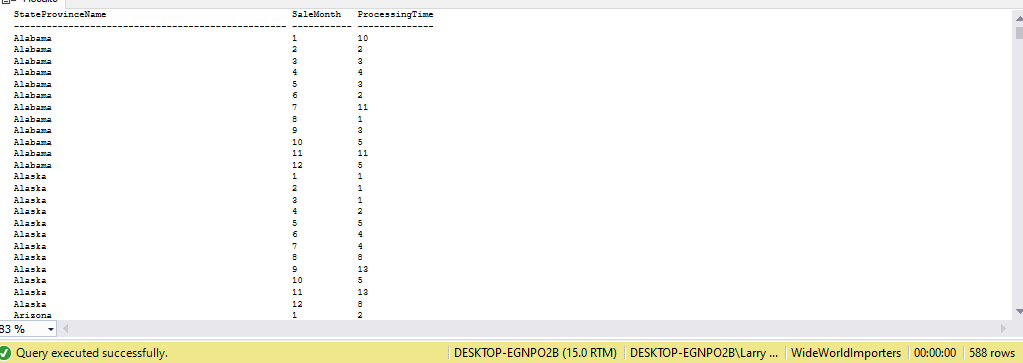 StateProvinceName SaleMonth ProcessingTime
-------------------------------------------------- ----------- --------------
Alabama 1 10
Alabama 2 2
Alabama 3 3
Alabama 4 4
Alabama 5 3
Alabama 6 2
Alabama 7 11
Alabama 8 1
Alabama 9 3
Alabama 10 5
Alabama 11 11
Alabama 12 5
Alaska 1 1
Alaska 2 1
Alaska 3 1
Alaska 4 2
Alaska 5 5
Alaska 6 4
Alaska 7 4
Alaska 8 8
Alaska 9 13
Alaska 10 5
Alaska 11 13
Alaska 12 8
Arizona 1 2
83 %
Query executed successfully. DESKTOP-EGNPO2B (15.0 RTM) DESKTOP-EGNPO2B\Larry ... WideWorldImporters 00:00:00 588 rows